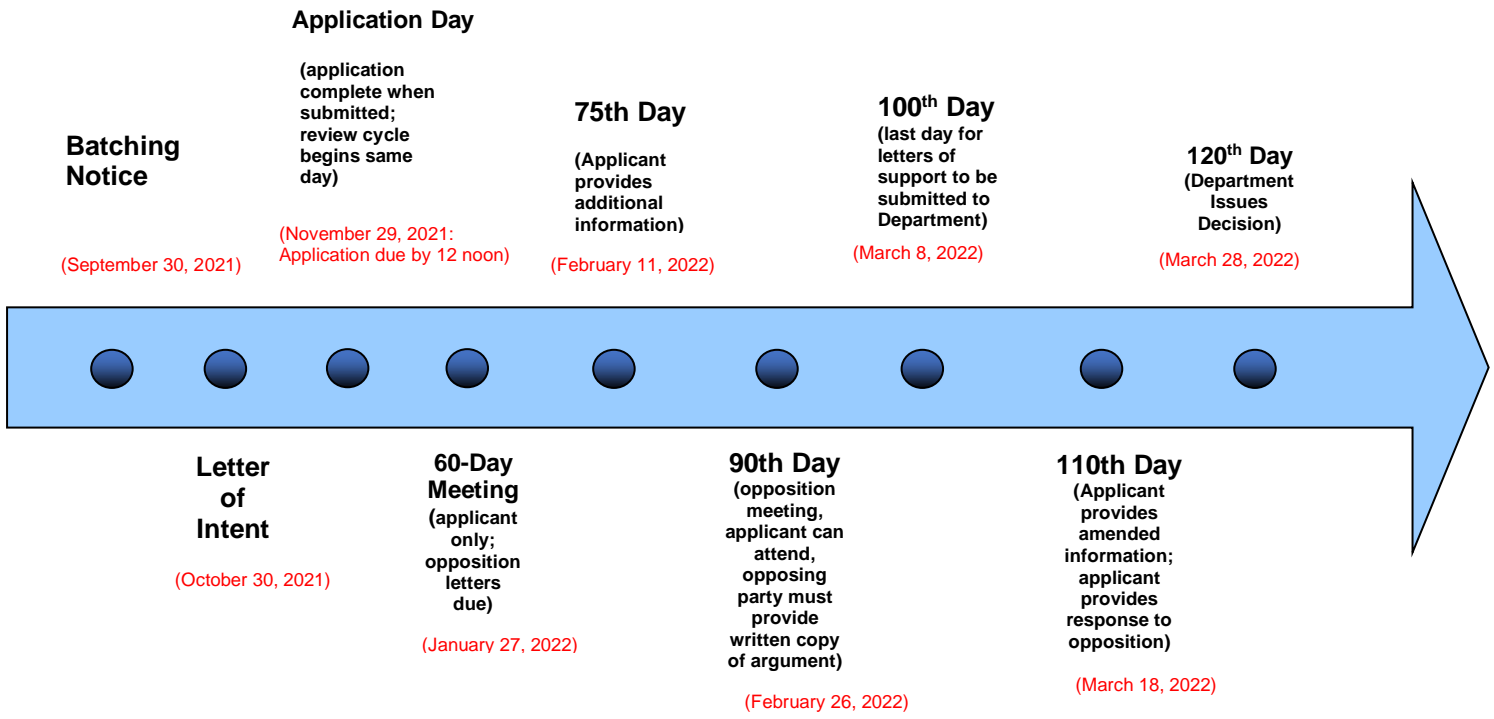 Batching
Notice
(September 30, 2021)
Letter
of
Intent
(October 30, 2021)
Application Day
(application
complete when
submitted;
review cycle
begins same
day)
(November 29, 2021:
Application due by 12 noon)
60-Day
Meeting
(applicant
only;
opposition
letters
due)
(January 27, 2022)
75th Day
(Applicant
provides
additional
information)
(February 11, 2022)
90th Day
(opposition
meeting,
applicant can
attend,
opposing
party must
provide
written copy
of argument)
(February 26, 2022)
100th Day
(last day for
letters of
support to be
submitted to
Department)
(March 8, 2022)
110th Day
(Applicant
provides
amended
information;
applicant
provides
response to
opposition)
(March 18, 2022)
120th Day
(Department
Issues
Decision)
(March 28, 2022)